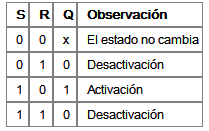 S R Q Observación
0 0 x El estado no cambia
0 1 0 Desactivación
1 0 1 Activación
1 1 0 Desactivación